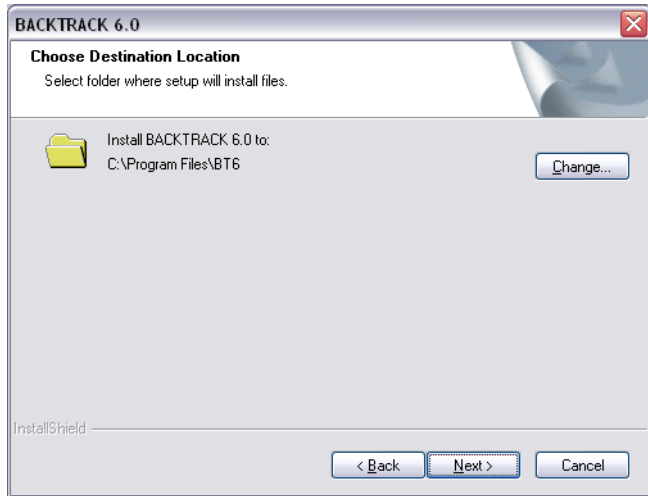 BACKTRACK 6.0
Choose Destination Location
Select folder where setup will install files.
Install BACKTRACK 6.0 to:
C:\Program Files\BT6
Change...
InstallShield
< Back
Next >
Cancel